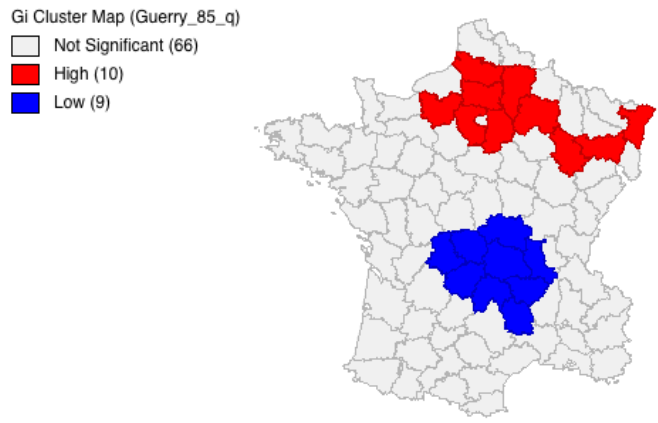 Gi Cluster Map (Guerry_85_q)
Not Significant (66)
High (10)
Low (9)